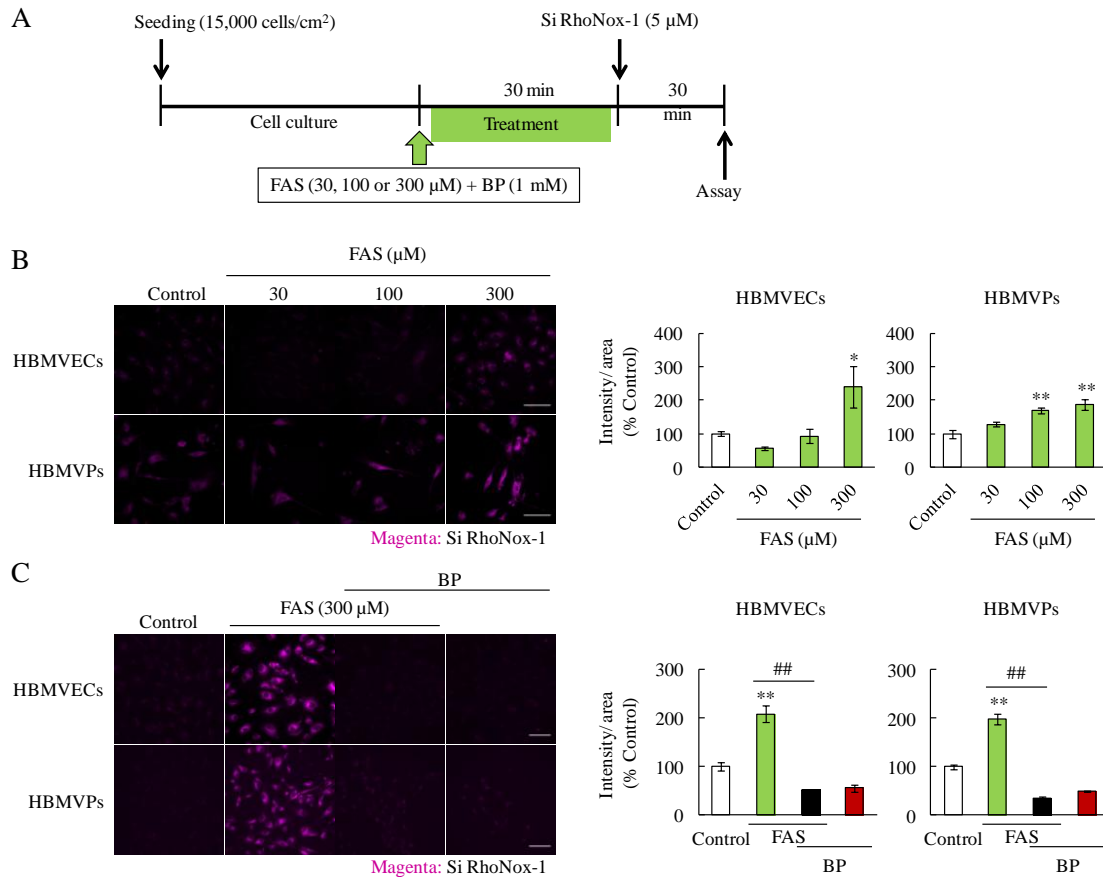 A
Seeding (15,000 cells/cm²)
Si RhoNox-1 (5 µM)
30 min
30
min
Cell culture
Treatment
FAS (30, 100 or 300 µM) + BP (1 mM)
Assay
B
FAS (µM)
Control
30
100
300
HBMVECs
HBMVPs
Magenta: Si RhoNox-1
HBMVECs
Intensity/area
(% Control)
400
300
200
100
0
*
Control
30
100
300
FAS (µM)
HBMVPs
400
300
200
100
0
**
**
Control
30
100
300
FAS (µM)
C
BP
FAS (300 µM)
Control
HBMVECs
HBMVPs
Magenta: Si RhoNox-1
HBMVECs
Intensity/area
(% Control)
300
200
100
0
##
**
Control
FAS
BP
HBMVPs
300
200
100
0
##
**
Control
FAS
BP